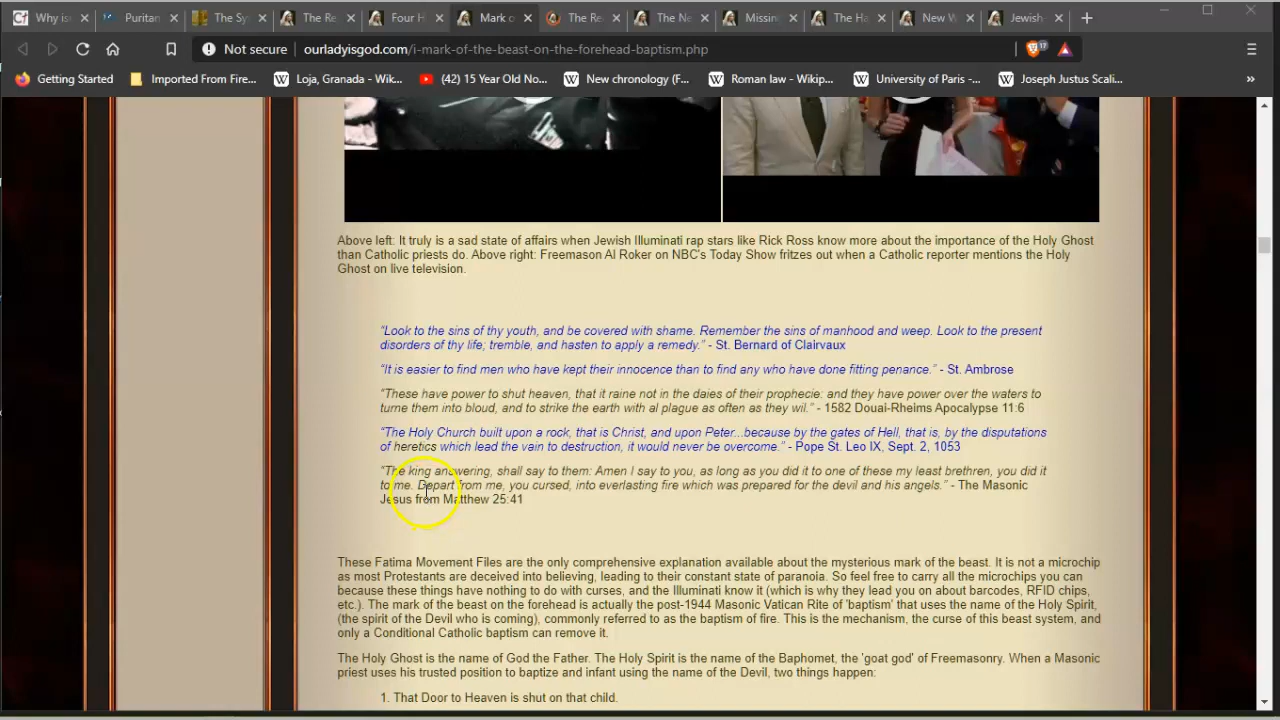 Why is
Puritan
The Sy
The Re
Four H
Mark o
The Re
The Ne
Missin
The Ha
New W
Jewish-
Not secure
ourladyisgod.com/i-mark-of-the-beast-on-the-forehead-baptism.php
17
Getting Started
Imported From Fire...
Loja, Granada - Wik...
(42) 15 Year Old No...
New chronology (F...
Roman law - Wikip...
University of Paris -...
Joseph Justus Scali...
»
Above left: It truly is a sad state of affairs when Jewish Illuminati rap stars like Rick Ross know more about the importance of the Holy Ghost
than Catholic priests do. Above right: Freemason Al Roker on NBC's Today Show fritzes out when a Catholic reporter mentions the Holy
Ghost on live television.
“Look to the sins of thy youth, and be covered with shame. Remember the sins of manhood and weep. Look to the present
disorders of thy life; tremble, and hasten to apply a remedy.” - St. Bernard of Clairvaux
“It is easier to find men who have kept their innocence than to find any who have done fitting penance.” - St. Ambrose
“These have power to shut heaven, that it raine not in the daies of their prophecie: and they have power over the waters to
turne them into bloud, and to strike the earth with al plague as often as they wil.” - 1582 Douai-Rheims Apocalypse 11:6
“The Holy Church built upon a rock, that is Christ, and upon Peter...because by the gates of Hell, that is, by the disputations
of heretics which lead the vain to destruction, it would never be overcome.” - Pope St. Leo IX, Sept. 2, 1053
“The king answering, shall say to them: Amen I say to you, as long as you did it to one of these my least brethren, you did it
to me. Depart from me, you cursed, into everlasting fire which was prepared for the devil and his angels.” - The Masonic
Jesus from Matthew 25:41
These Fatima Movement Files are the only comprehensive explanation available about the mysterious mark of the beast. It is not a microchip
as most Protestants are deceived into believing, leading to their constant state of paranoia. So feel free to carry all the microchips you can
because these things have nothing to do with curses, and the Illuminati know it (which is why they lead you on about barcodes, RFID chips,
etc.). The mark of the beast on the forehead is actually the post-1944 Masonic Vatican Rite of 'baptism' that uses the name of the Holy Spirit,
(the spirit of the Devil who is coming), commonly referred to as the baptism of fire. This is the mechanism, the curse of this beast system, and
only a Conditional Catholic baptism can remove it.
The Holy Ghost is the name of God the Father. The Holy Spirit is the name of the Baphomet, the 'goat god' of Freemasonry. When a Masonic
priest uses his trusted position to baptize and infant using the name of the Devil, two things happen:
1. That Door to Heaven is shut on that child.